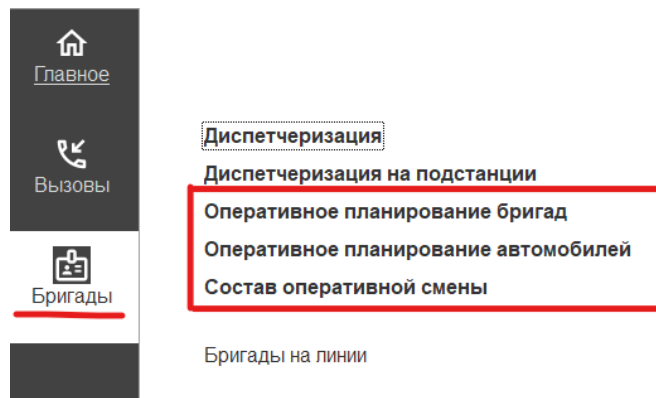 Главное
Вызовы
Бригады
Диспетчеризация
Диспетчеризация на подстанции
Оперативное планирование бригад
Оперативное планирование автомобилей
Состав оперативной смены
Бригады на линии